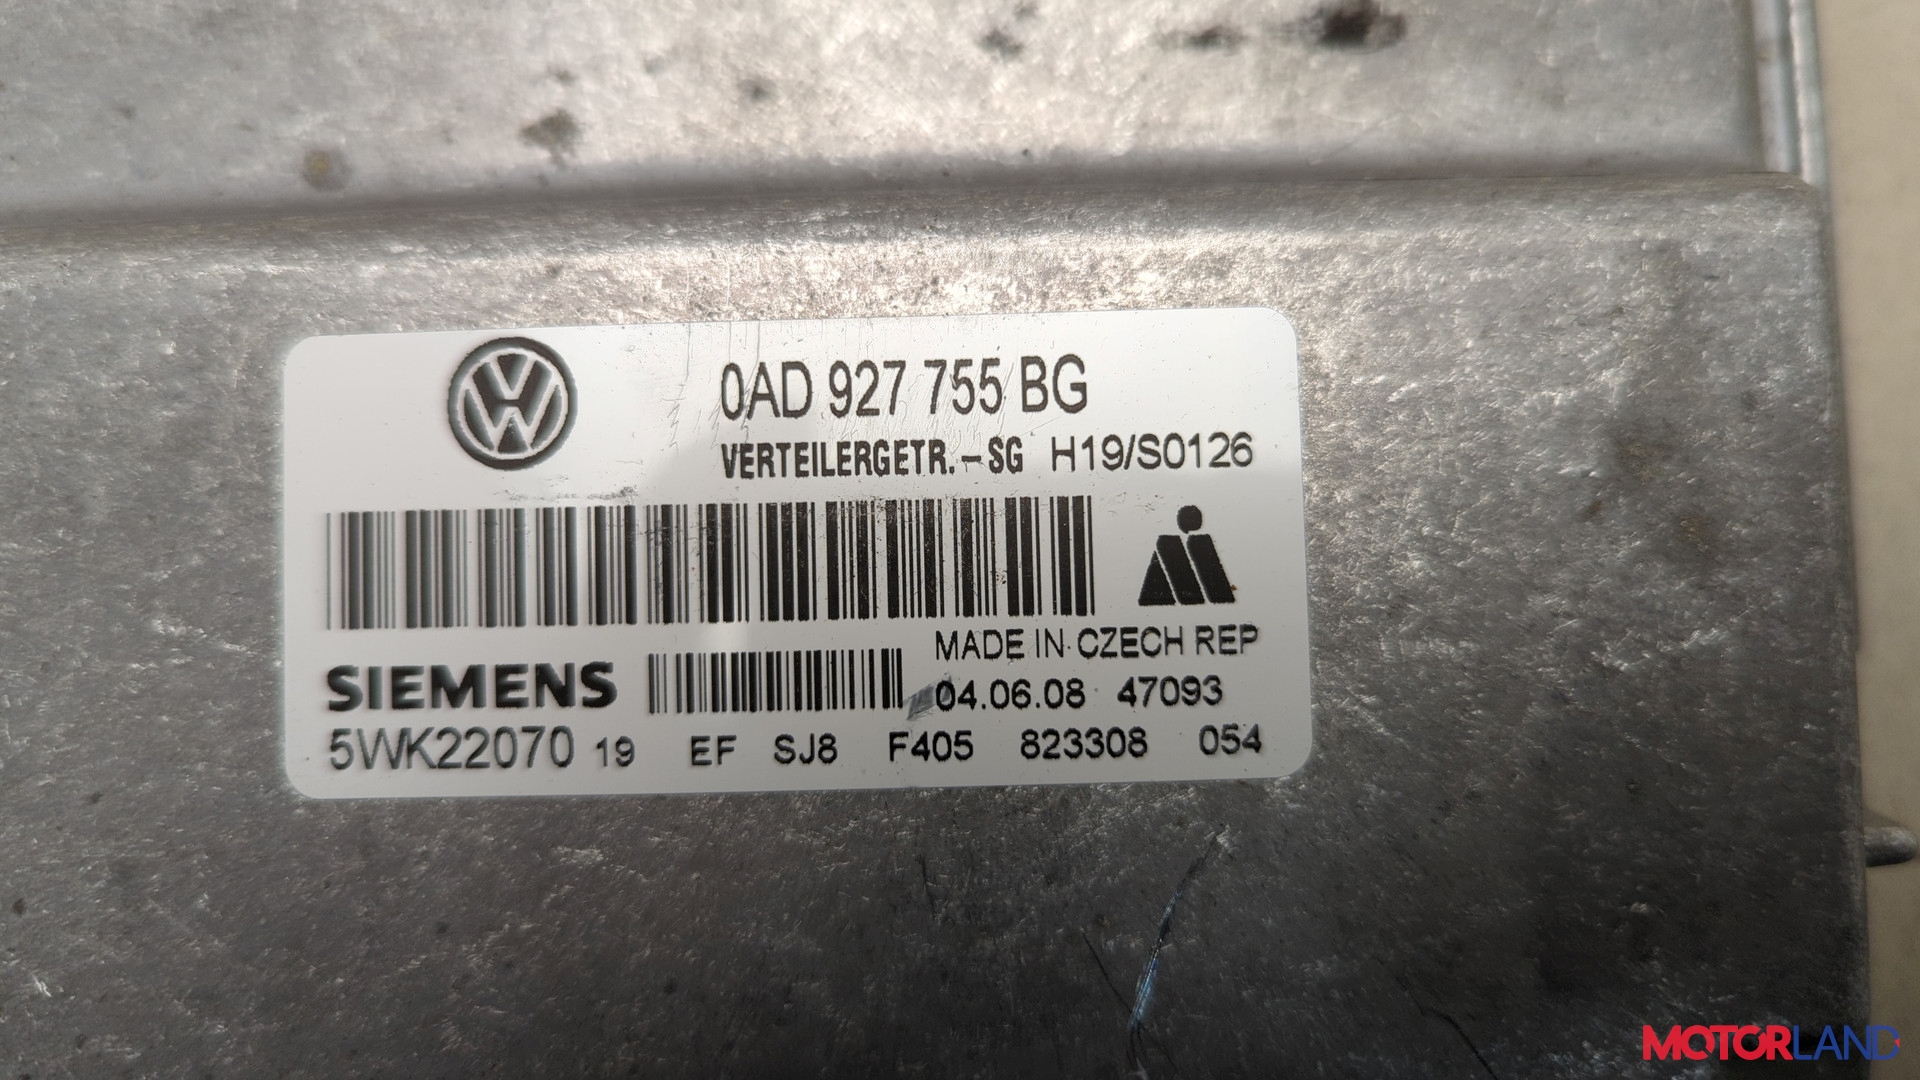 0AD 927 755 BG
VERTEILERGETR.-SG H19/S0126
MADE IN CZECH REP
SIEMENS 04.06.08 47093
5WK22070 19 EF SJ8 F405 823308 054
MOTORLAND